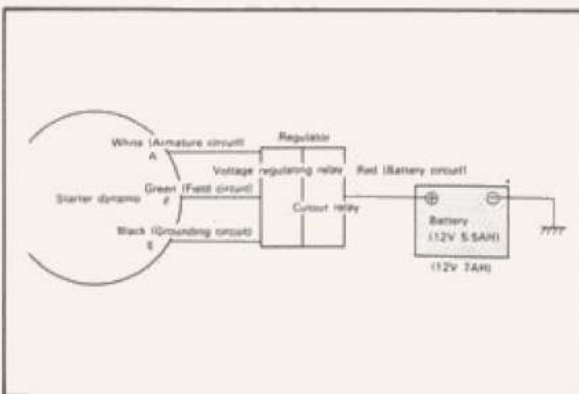 White (Armature circuit)
A
Regulator
Voltage regulating relay
Red (Battery circuit)
Starter dynamo
Green (Field circuit)
F
Cutout relay
Battery
(12V 5.5AH)
Black (Grounding circuit)
E
(12V 7AH)